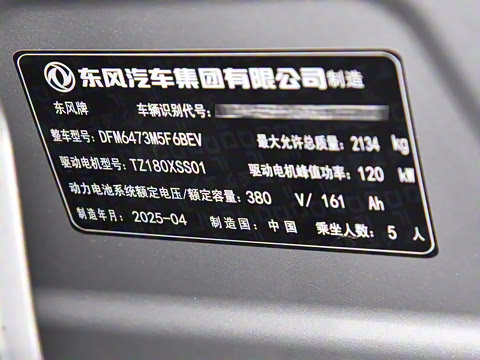 东风汽车集团有限公司制造
东风牌 车辆识别代号:
整车型号: DFM6473M5F6BEV 最大允许总质量: 2134 kg
驱动电机型号: TZ180XSS01 驱动电机峰值功率: 120 kW
动力电池系统额定电压/额定容量: 380 V/ 161 Ah
制造年月: 2025-04 制造国: 中国 乘坐人数: 5 人